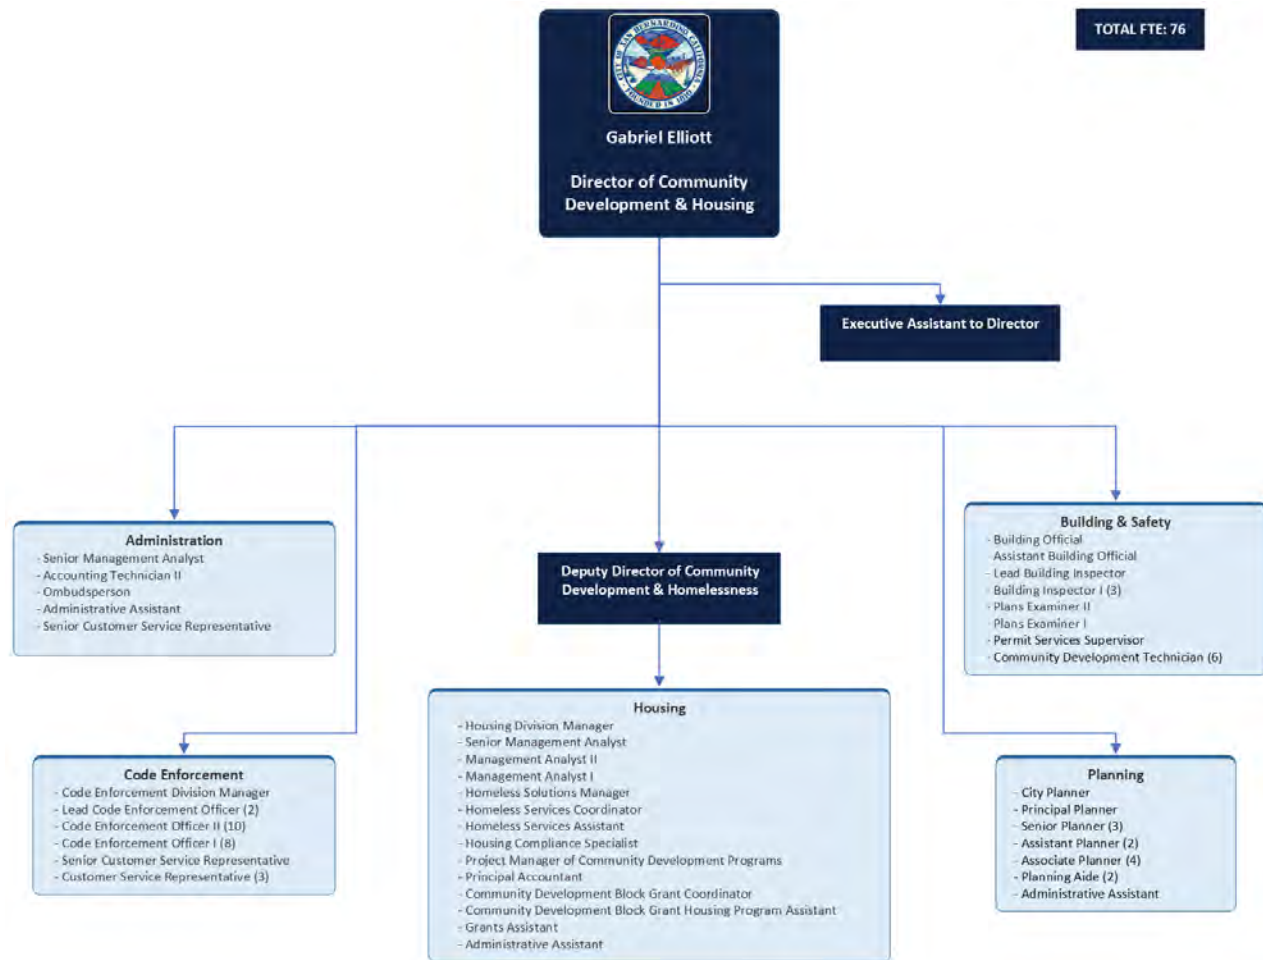 TOTAL FTE: 76
CITY OF SAN BERNARDINO CALIFORNIA
FOUNDED IN 1810
Gabriel Elliott
Director of Community
Development & Housing
Executive Assistant to Director
Administration
- Senior Management Analyst
- Accounting Technician II
- Ombudsperson
- Administrative Assistant
- Senior Customer Service Representative
Deputy Director of Community
Development & Homelessness
Building & Safety
- Building Official
- Assistant Building Official
- Lead Building Inspector
- Building Inspector I (3)
- Plans Examiner II
- Plans Examiner I
- Permit Services Supervisor
- Community Development Technician (6)
Code Enforcement
- Code Enforcement Division Manager
- Lead Code Enforcement Officer (2)
- Code Enforcement Officer II (10)
- Code Enforcement Officer I (8)
- Senior Customer Service Representative
- Customer Service Representative (3)
Housing
- Housing Division Manager
- Senior Management Analyst
- Management Analyst II
- Management Analyst I
- Homeless Solutions Manager
- Homeless Services Coordinator
- Homeless Services Assistant
- Housing Compliance Specialist
- Project Manager of Community Development Programs
- Principal Accountant
- Community Development Block Grant Coordinator
- Community Development Block Grant Housing Program Assistant
- Grants Assistant
- Administrative Assistant
Planning
- City Planner
- Principal Planner
- Senior Planner (3)
- Assistant Planner (2)
- Associate Planner (4)
- Planning Aide (2)
- Administrative Assistant